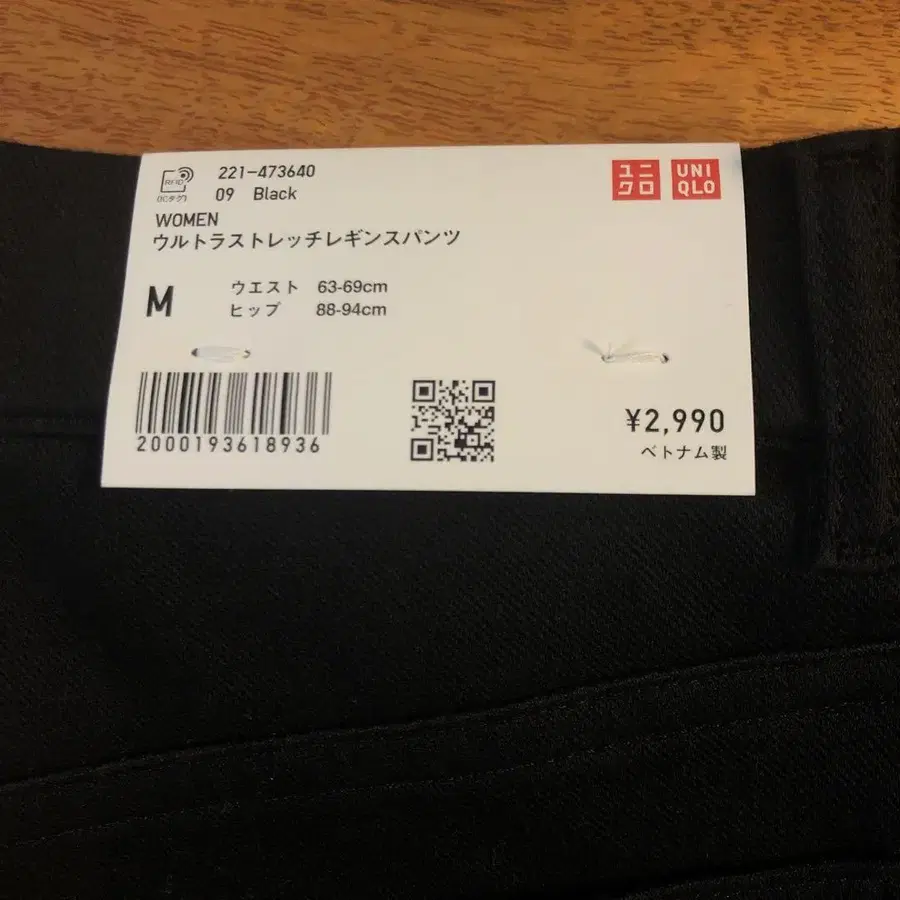 221-473640
09 Black
RFID
(ICタグ)
WOMEN
ウルトラストレッチレギンスパンツ
ユニ
クロ
UNI
QLO
M
ウエスト 63-69cm
ヒップ 88-94cm
2000193618936
¥2,990
ベトナム製